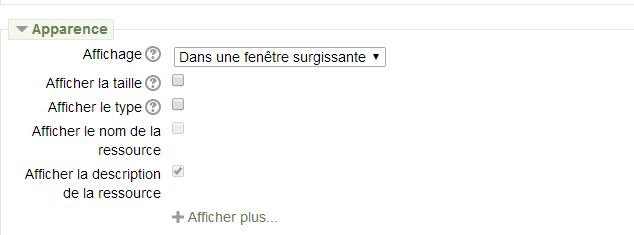 Apparence
Affichage Dans une fenêtre surgissante
Afficher la taille
Afficher le type
Afficher le nom de la
ressource
Afficher la description
de la ressource
Afficher plus...